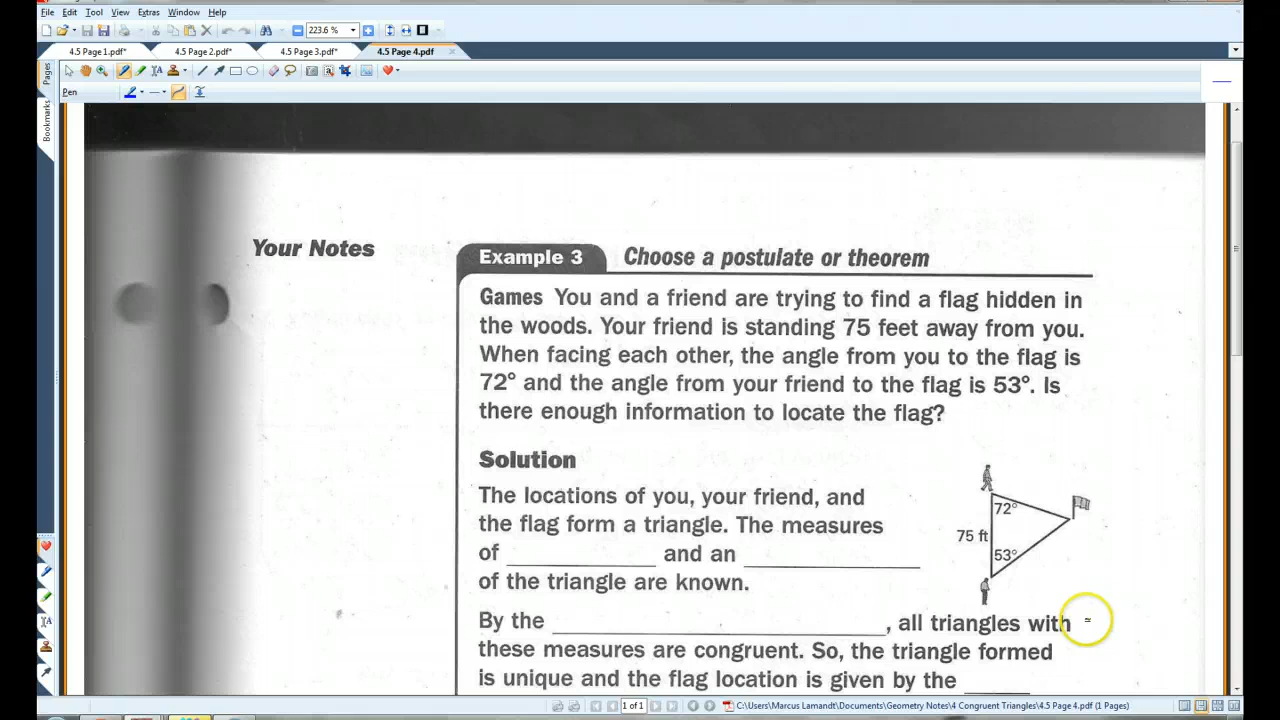 File Edit View Tools Extras Window Help
223.6 %
4.5 Page 1.pdf* 4.5 Page 2.pdf* 4.5 Page 3.pdf* 4.5 Page 4.pdf
Pen
Pages
Bookmarks
Your Notes
Example 3 Choose a postulate or theorem
Games You and a friend are trying to find a flag hidden in
the woods. Your friend is standing 75 feet away from you.
When facing each other, the angle from you to the flag is
72° and the angle from your friend to the flag is 53°. Is
there enough information to locate the flag?
Solution
The locations of you, your friend, and
the flag form a triangle. The measures
of ____________ and an ______________
of the triangle are known.
72°
75 ft
53°
By the __________________________, all triangles with
these measures are congruent. So, the triangle formed
is unique and the flag location is given by the _____
1 of 1 C:\Users\Marcus Lamandt\Documents\Geometry Notes\4 Congruent Triangles\4.5 Page 4.pdf (1 Pages)